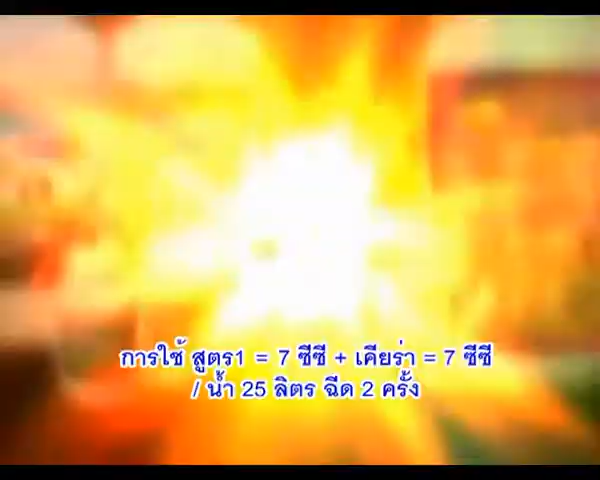 การใช้ สูตร1 = 7 ซีซี + เคียร่า = 7 ซีซี
/ น้ำ 25 ลิตร ฉีด 2 ครั้ง